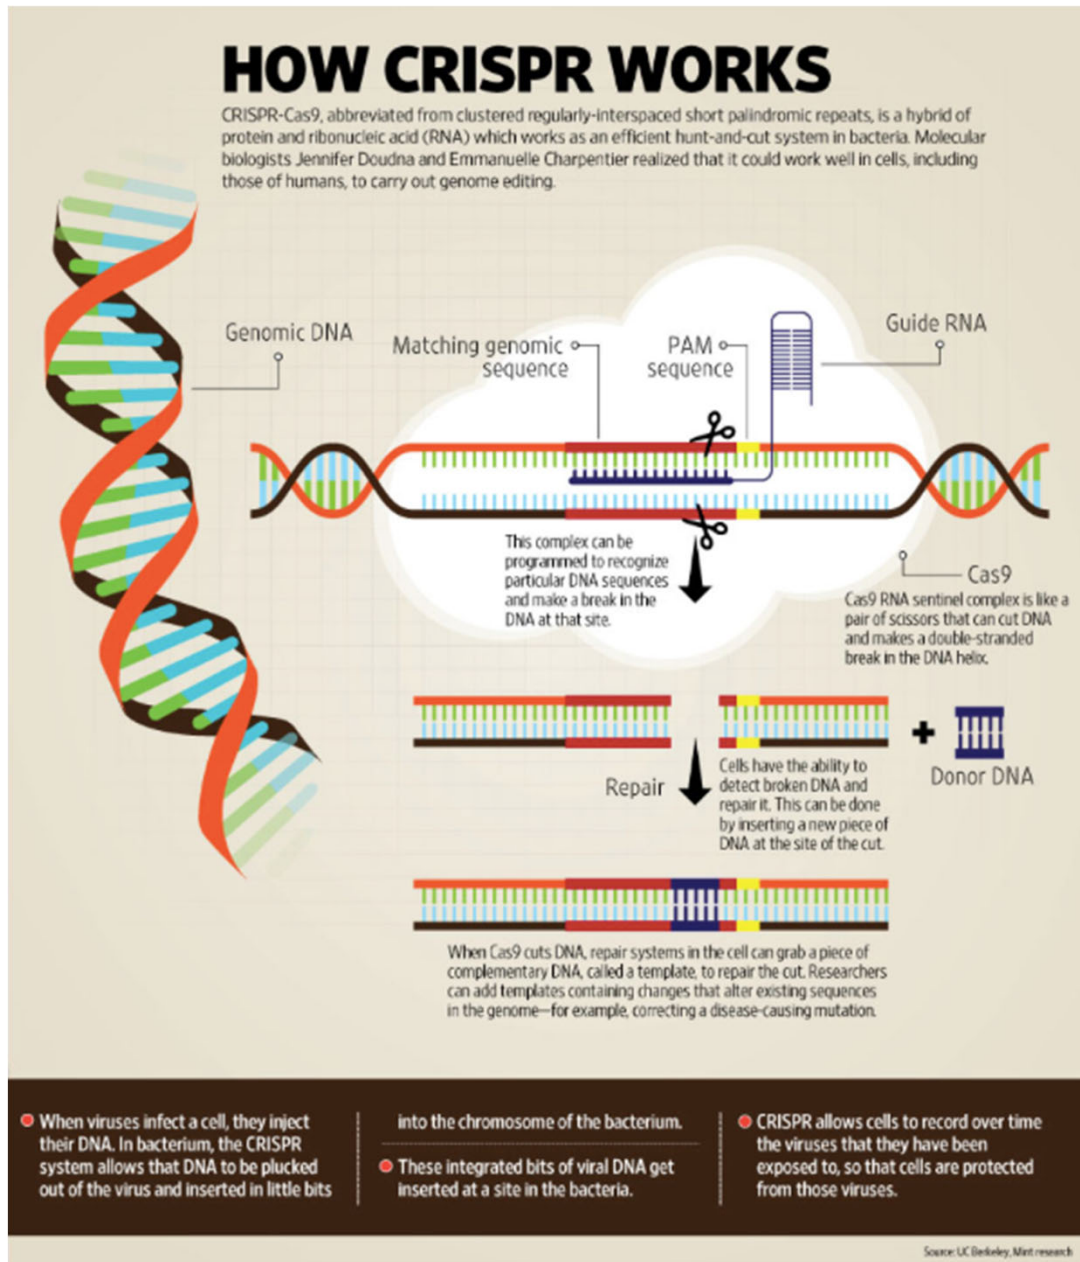 HOW CRISPR WORKS
CRISPR-Cas9, abbreviated from clustered regularly-interspaced short palindromic repeats, is a hybrid of
protein and ribonucleic acid (RNA) which works as an efficient hunt-and-cut system in bacteria. Molecular
biologists Jennifer Doudna and Emmanuelle Charpentier realized that it could work well in cells, including
those of humans, to carry out genome editing.
Genomic DNA
Matching genomic
sequence
PAM
sequence
Guide RNA
This complex can be
programmed to recognize
particular DNA sequences
and make a break in the
DNA at that site.
Cas9
Cas9 RNA sentinel complex is like a
pair of scissors that can cut DNA
and makes a double-stranded
break in the DNA helix.
Repair
Cells have the ability to
detect broken DNA and
repair it. This can be done
by inserting a new piece of
DNA at the site of the cut.
+
Donor DNA
When Cas9 cuts DNA, repair systems in the cell can grab a piece of
complementary DNA, called a template, to repair the cut. Researchers
can add templates containing changes that alter existing sequences
in the genome—for example, correcting a disease-causing mutation.
When viruses infect a cell, they inject
their DNA. In bacterium, the CRISPR
system allows that DNA to be plucked
out of the virus and inserted in little bits
into the chromosome of the bacterium.
These integrated bits of viral DNA get
inserted at a site in the bacteria.
CRISPR allows cells to record over time
the viruses that they have been
exposed to, so that cells are protected
from those viruses.
Source: UC Berkeley, Mint research